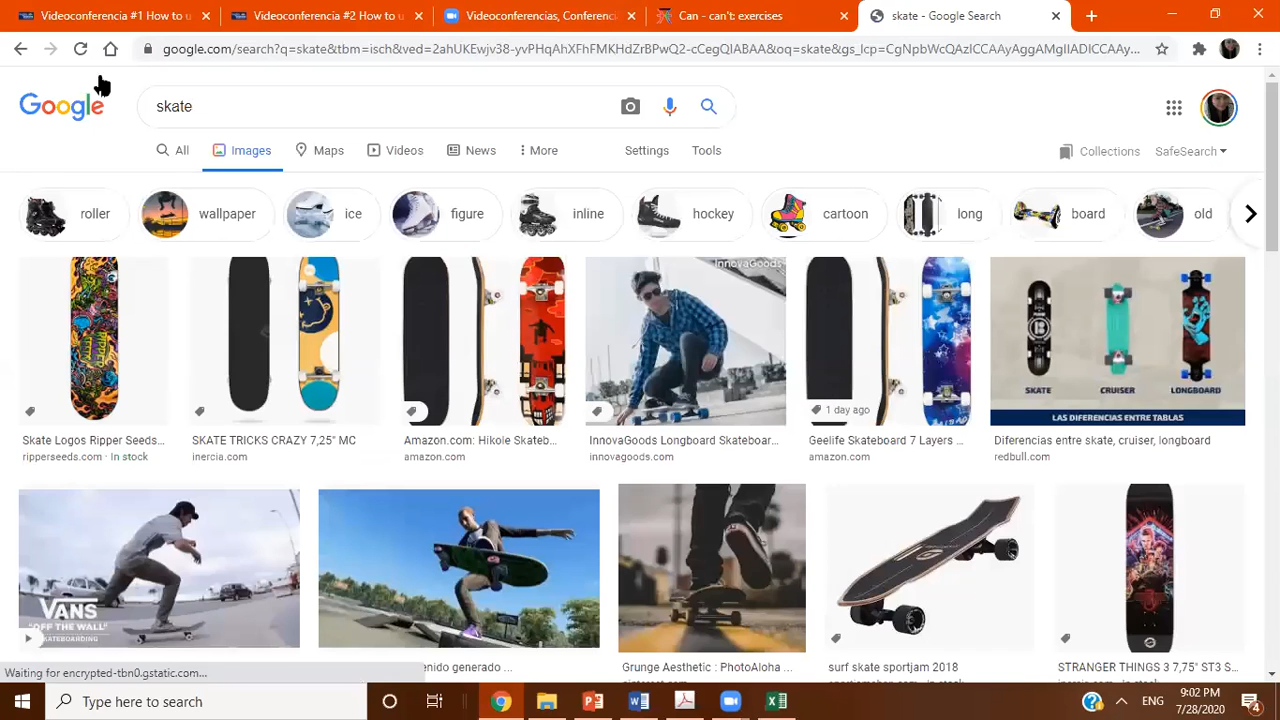 Videoconferencia #1 How to u
Videoconferencia #2 How to u
Videoconferencias, Conferenc
Can - can't: exercises
skate - Google Search
google.com/search?q=skate&tbm=isch&ved=2ahUKEwjv38-yvPHqAhXFhFMKHdZrBPwQ2-cCegQIABAA&oq=skate&gs_lcp=CgNpbWcQAzICCAAyAggAMgIIADICCAAy...
Google
skate
All
Images
Maps
Videos
News
More
Settings
Tools
Collections
SafeSearch
roller
wallpaper
ice
figure
inline
hockey
cartoon
long
board
old
InnovaGoods
SKATE
CRUISER
LONGBOARD
LAS DIFERENCIAS ENTRE TABLAS
1 day ago
Skate Logos Ripper Seeds...
ripperseeds.com · In stock
SKATE TRICKS CRAZY 7,25" MC
inercia.com
Amazon.com: Hikole Skateb...
amazon.com
InnovaGoods Longboard Skateboar...
innovagoods.com
Geelife Skateboard 7 Layers ...
amazon.com
Diferencias entre skate, cruiser, longboard
redbull.com
VANS
"OFF THE WALL"
SKATEBOARDING
enido generado ...
Grunge Aesthetic : PhotoAloha ...
surf skate sportjam 2018
STRANGER THINGS 3 7,75" ST3 S...
Waiting for encrypted-tbn0.gstatic.com...
Type here to search
ENG
9:02 PM
7/28/2020
4